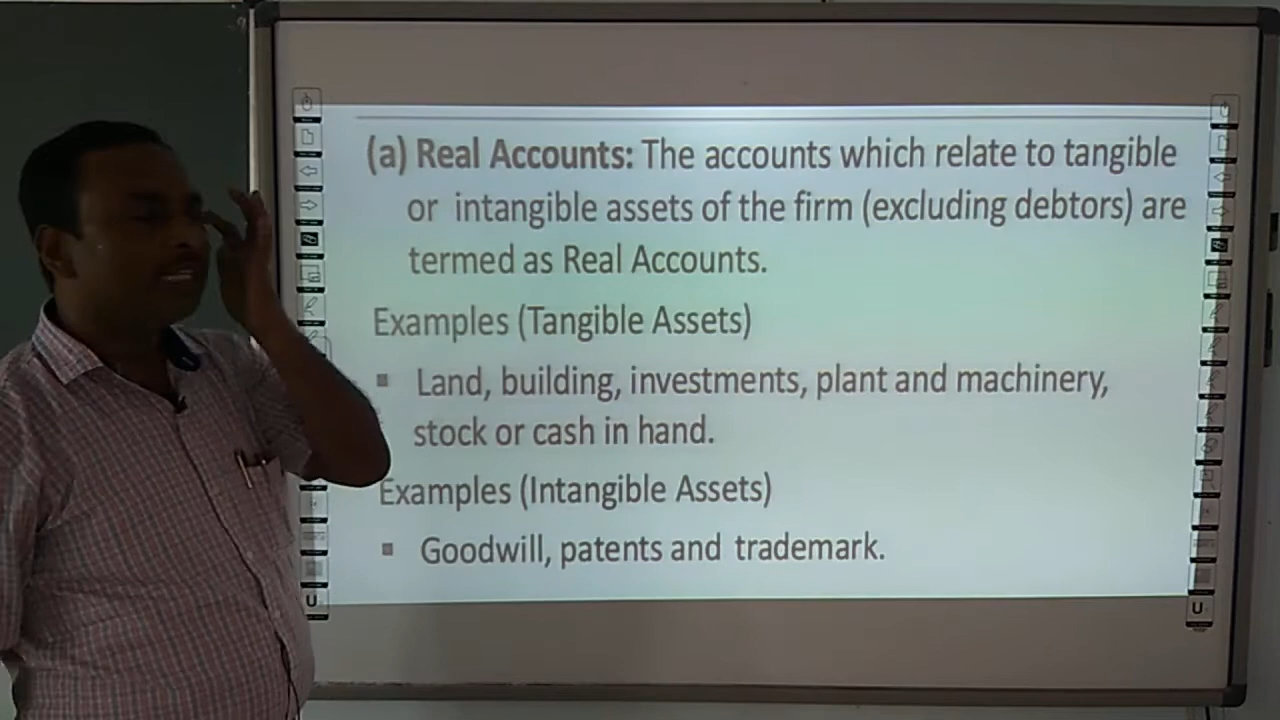 (a) Real Accounts: The accounts which relate to tangible
or intangible assets of the firm (excluding debtors) are
termed as Real Accounts.
Examples (Tangible Assets)
▪ Land, building, investments, plant and machinery,
stock or cash in hand.
Examples (Intangible Assets)
▪ Goodwill, patents and trademark.
U
U